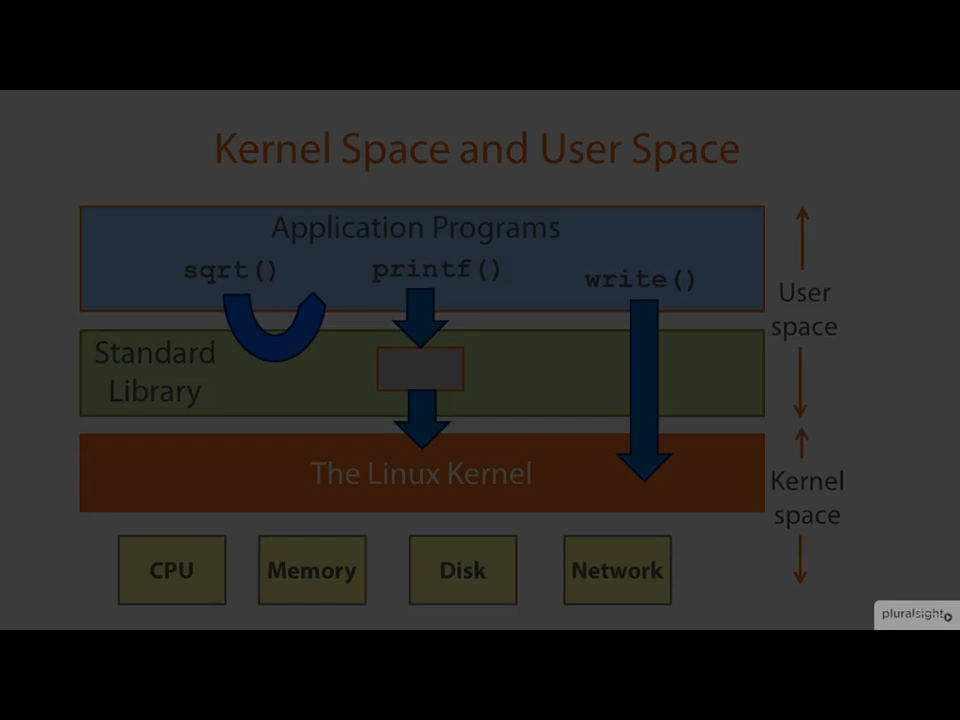 Kernel Space and User Space
Application Programs
sqrt()
printf()
write()
User
space
Standard
Library
The Linux Kernel
Kernel
space
CPU
Memory
Disk
Network
pluralsight